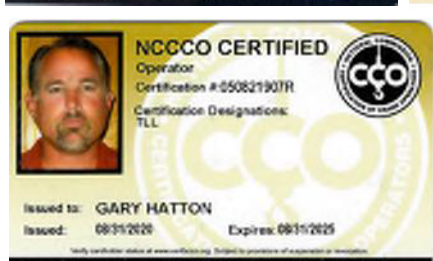 NCCCO CERTIFIED
Operator
Certification #:050821907R
Certification Designations:
TLL
CCO
Issued to: GARY HATTON
Issued: 08/31/2020 Expires: 08/31/2025